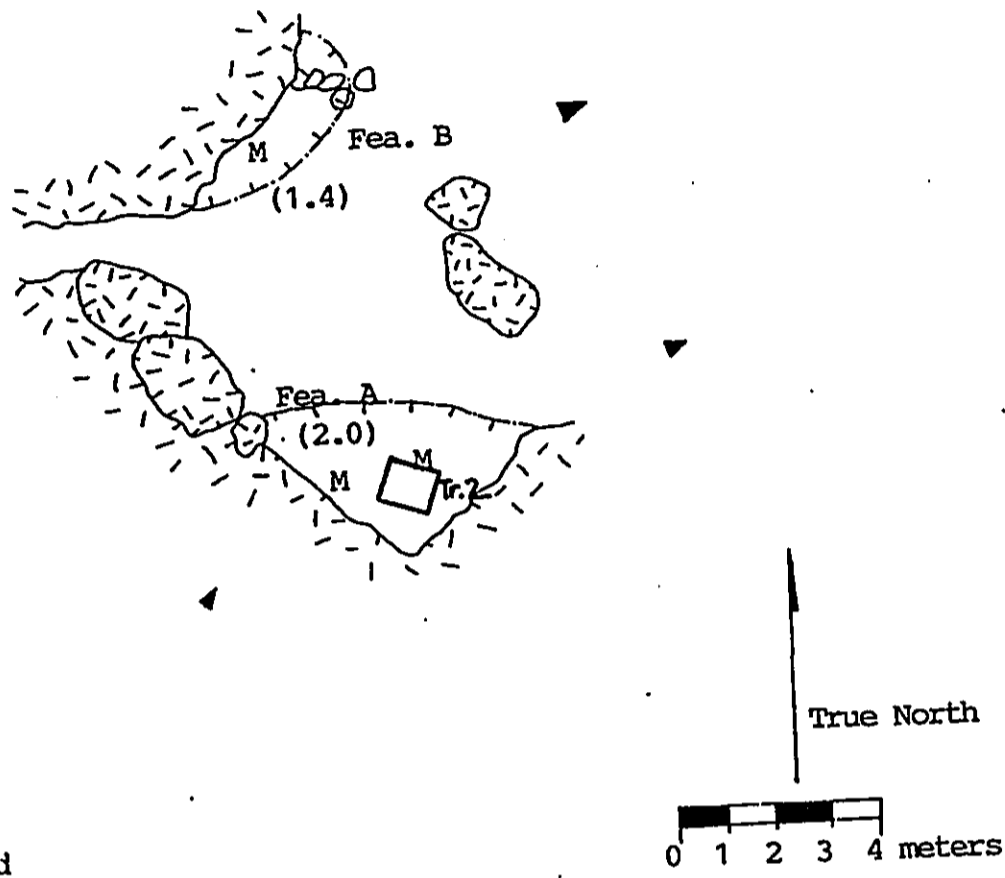 Fea. B
M
(1.4)
Fea. A
(2.0)
M
M
Tr.2
True North
0 1 2 3 4 meters
d